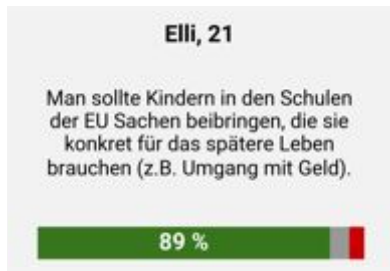 Elli, 21
Man sollte Kindern in den Schulen
der EU Sachen beibringen, die sie
konkret für das spätere Leben
brauchen (z.B. Umgang mit Geld).
89 %